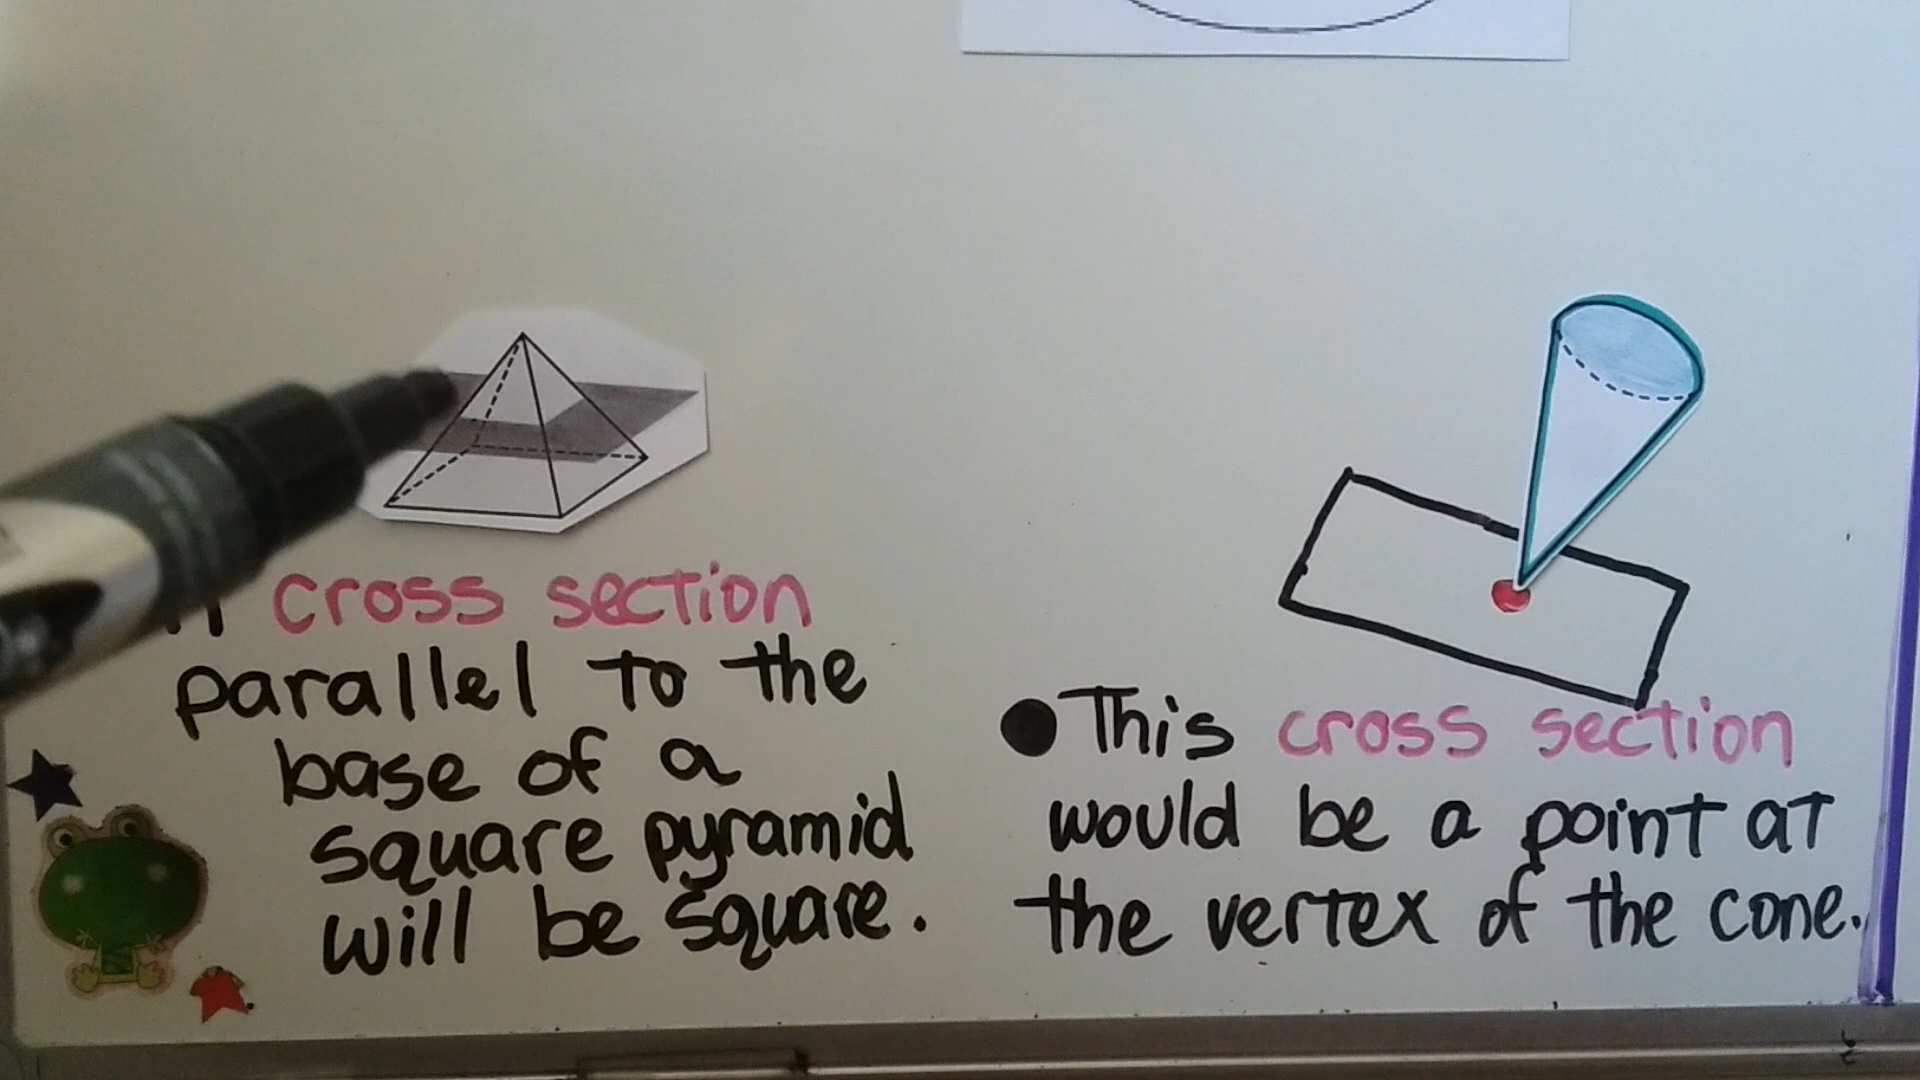 cross section
parallel to the
base of a
square pyramid
will be square.
This cross section
would be a point at
the vertex of the cone.